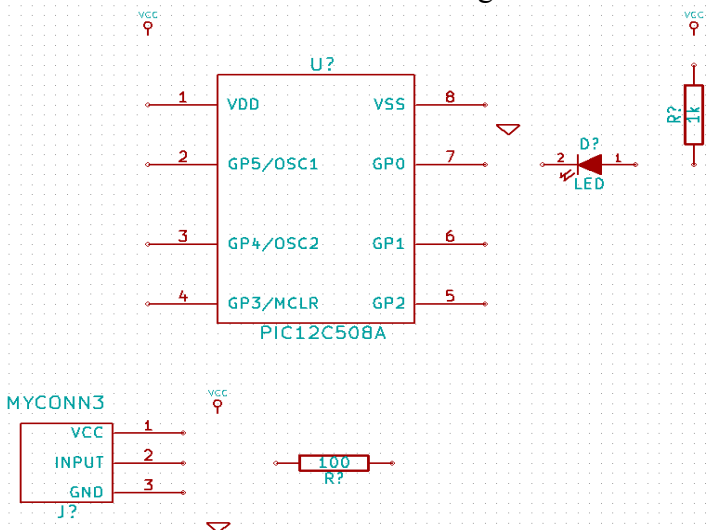 VCC
VCC
U?
1 VDD VSS 8
2 GP5/OSC1 GP0 7
3 GP4/OSC2 GP1 6
4 GP3/MCLR GP2 5
PIC12C508A
D?
2 1
LED
R?
1k
MYCONN3
VCC 1
INPUT 2
GND 3
J?
VCC
100
R?